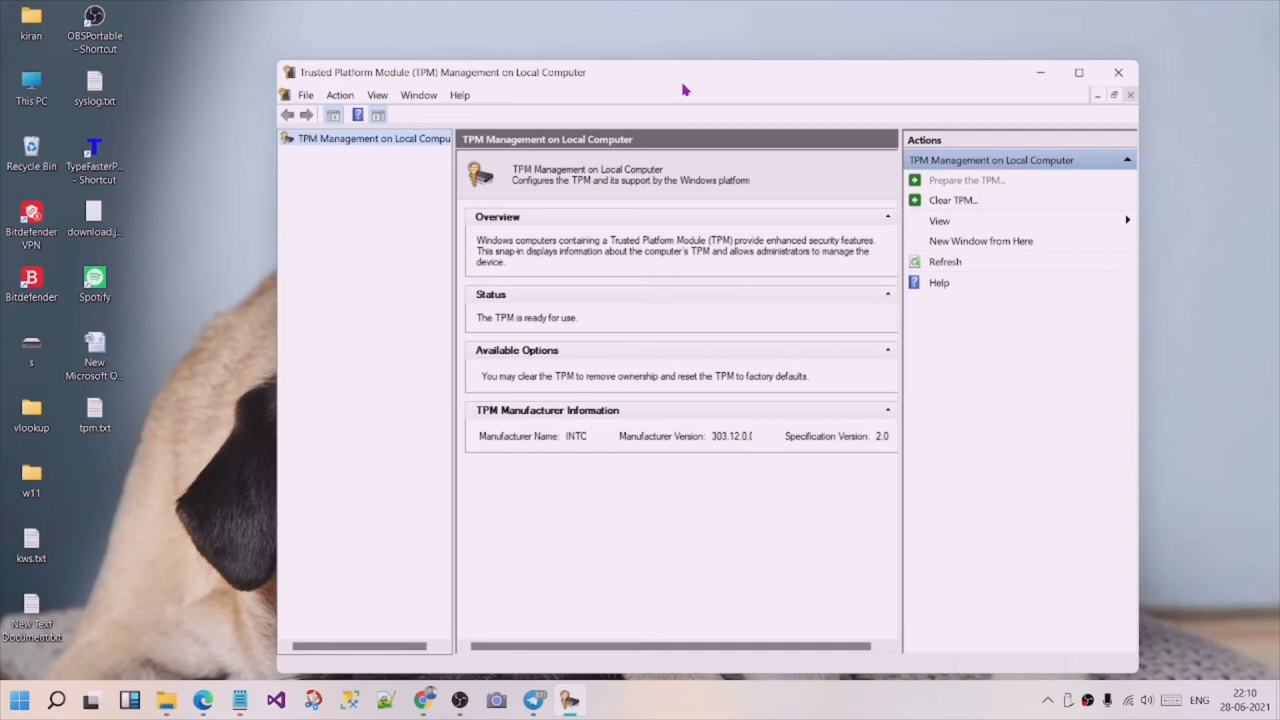 kiran
OBSPortable
- Shortcut
This PC
syslog.txt
Recycle Bin
TypeFasterP...
- Shortcut
Bitdefender
VPN
download.j...
Bitdefender
Spotify
s
New
Microsoft O...
vlookup
tpm.txt
w11
kws.txt
New Text
Document.txt
Trusted Platform Module (TPM) Management on Local Computer
File Action View Window Help
TPM Management on Local Compu
TPM Management on Local Computer
TPM Management on Local Computer
Configures the TPM and its support by the Windows platform
Overview
Windows computers containing a Trusted Platform Module (TPM) provide enhanced security features.
This snap-in displays information about the computer's TPM and allows administrators to manage the
device.
Status
The TPM is ready for use.
Available Options
You may clear the TPM to remove ownership and reset the TPM to factory defaults.
TPM Manufacturer Information
Manufacturer Name: INTC Manufacturer Version: 303.12.0.0 Specification Version: 2.0
Actions
TPM Management on Local Computer
Prepare the TPM...
Clear TPM...
View
New Window from Here
Refresh
Help
ENG
22:10
28-06-2021